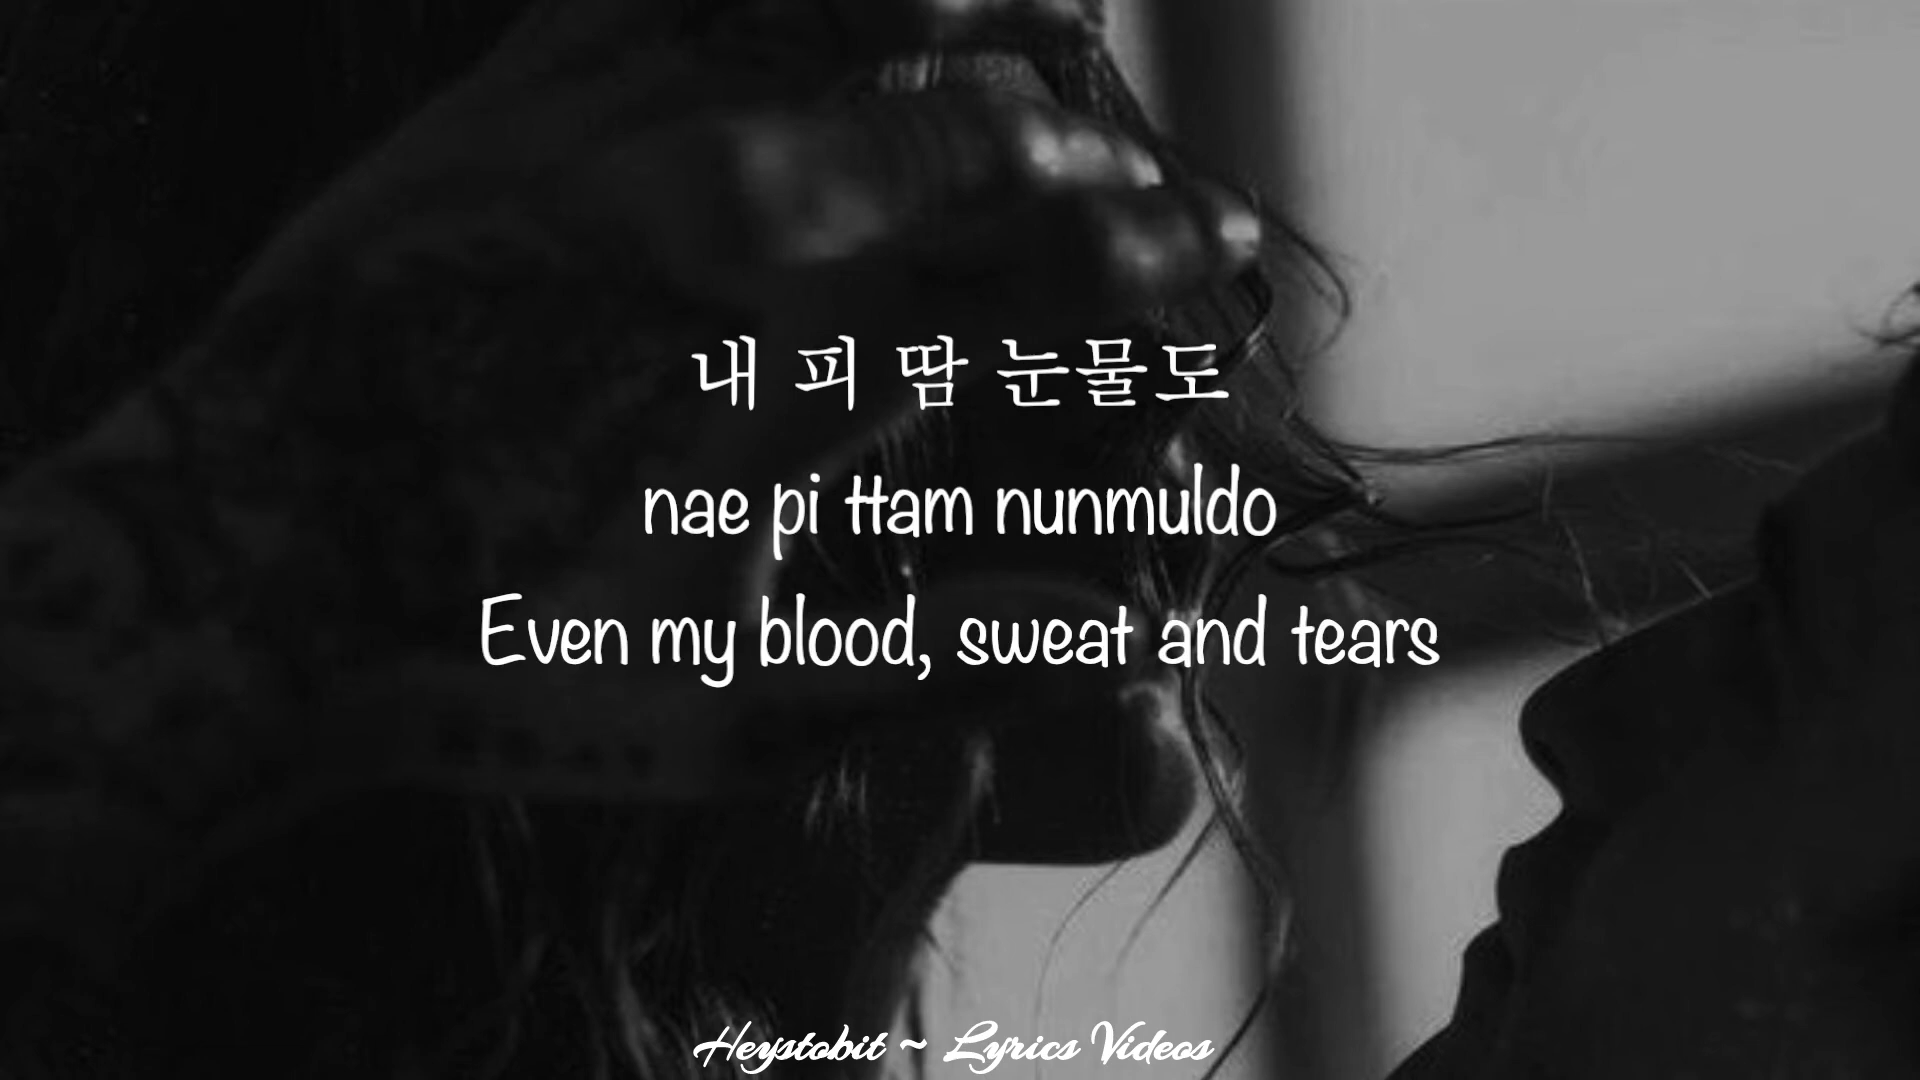 내 피 땀 눈물도
nae pi ttam nunmuldo
Even my blood, sweat and tears
Heystobit ~ Lyrics Videos